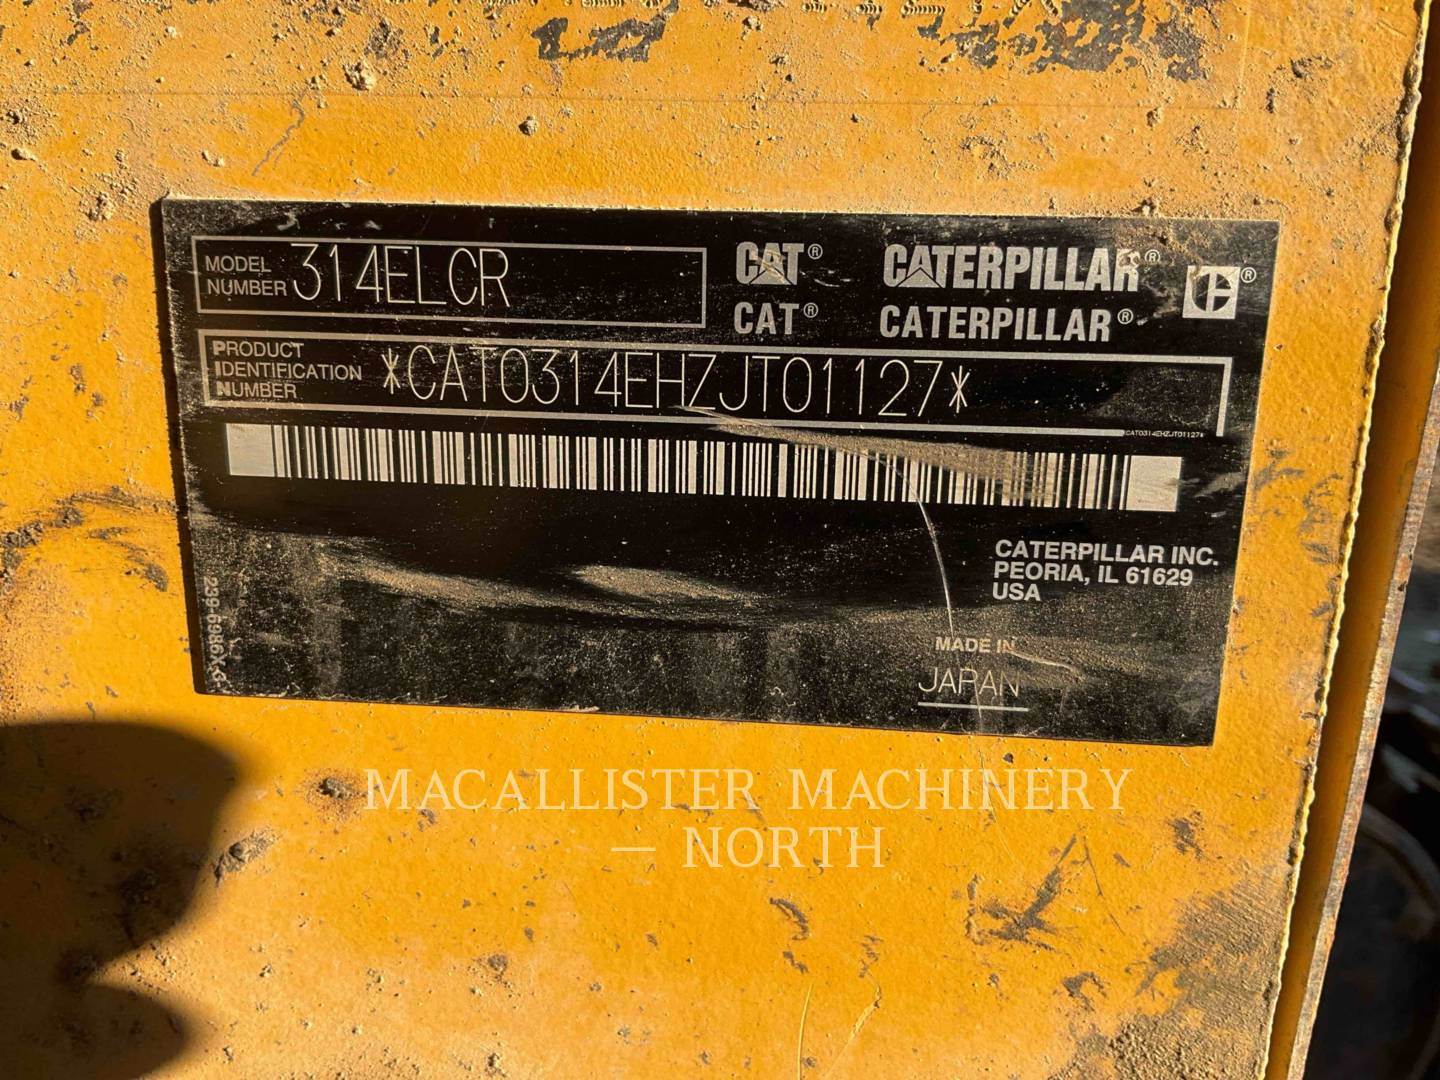 MODEL NUMBER 314ELCR
CAT® CATERPILLAR®
CAT® CATERPILLAR®
PRODUCT IDENTIFICATION NUMBER *CAT0314EHZJT01127*
*CAT0314EHZJT01127*
CATERPILLAR INC.
PEORIA, IL 61629
USA
MADE IN
JAPAN
MACALLISTER MACHINERY
— NORTH